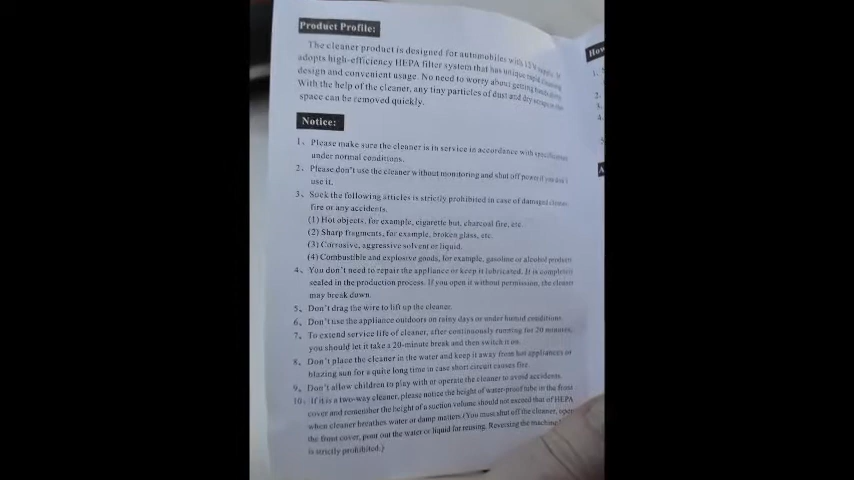 Product Profile:
The cleaner product is designed for automobiles with 12V
adopts high-efficiency HEPA filter system that has unique rapid cleaning
design and convenient usage. No need to worry about getting
With the help of the cleaner, any tiny particles of dust and dry
space can be removed quickly.
Notice:
1、Please make sure the cleaner is in service in accordance with specifications
under normal conditions.
2、Please don't use the cleaner without monitoring and shut off power if you don't
use it.
3、Suck the following articles is strictly prohibited in case of damaged cleaner,
fire or any accidents.
(1) Hot objects, for example, cigarette but, charcoal fire, etc.
(2) Sharp fragments, for example, broken glass, etc.
(3) Corrosive, aggressive solvent or liquid.
(4) Combustible and explosive goods, for example, gasoline or alcohol products
4、You don't need to repair the appliance or keep it lubricated. It is completely
sealed in the production process. If you open it without permission, the cleaner
may break down.
5、Don't drag the wire to lift up the cleaner.
6、Don't use the appliance outdoors on rainy days or under humid conditions.
7、To extend service life of cleaner, after continuously running for 20 minutes,
you should let it take a 20-minute break and then switch it on.
8、Don't place the cleaner in the water and keep it away from hot appliances or
blazing sun for a quite long time in case short circuit causes fire.
9、Don't allow children to play with or operate the cleaner to avoid accidents.
10、If it is a two-way cleaner, please notice the height of water-proof tube in the front
cover and remember the height of a suction volume should not exceed that of HEPA
when cleaner breathes water or damp matters.(You must shut off the cleaner, open
the front cover, pour out the water or liquid for reusing. Reversing the machine
is strictly prohibited.)
How
1.
2.
3.
4.
5.
A